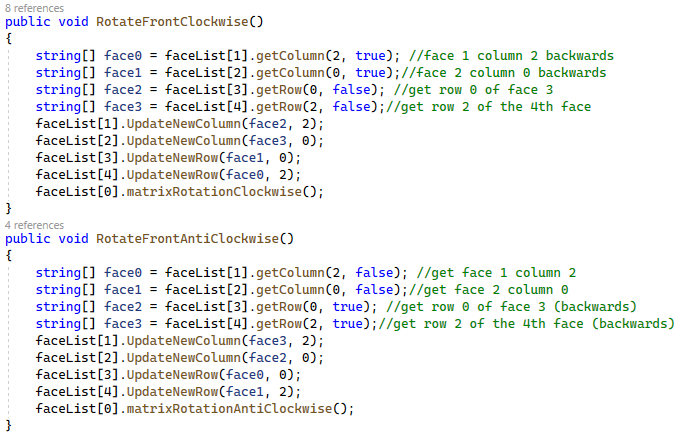 8 references
public void RotateFrontClockwise()
{
string[] face0 = faceList[1].getColumn(2, true); //face 1 column 2 backwards
string[] face1 = faceList[2].getColumn(0, true);//face 2 column 0 backwards
string[] face2 = faceList[3].getRow(0, false); //get row 0 of face 3
string[] face3 = faceList[4].getRow(2, false);//get row 2 of the 4th face
faceList[1].UpdateNewColumn(face2, 2);
faceList[2].UpdateNewColumn(face3, 0);
faceList[3].UpdateNewRow(face1, 0);
faceList[4].UpdateNewRow(face0, 2);
faceList[0].matrixRotationClockwise();
}
4 references
public void RotateFrontAntiClockwise()
{
string[] face0 = faceList[1].getColumn(2, false); //get face 1 column 2
string[] face1 = faceList[2].getColumn(0, false);//get face 2 column 0
string[] face2 = faceList[3].getRow(0, true); //get row 0 of face 3 (backwards)
string[] face3 = faceList[4].getRow(2, true);//get row 2 of the 4th face (backwards)
faceList[1].UpdateNewColumn(face3, 2);
faceList[2].UpdateNewColumn(face2, 0);
faceList[3].UpdateNewRow(face0, 0);
faceList[4].UpdateNewRow(face1, 2);
faceList[0].matrixRotationAntiClockwise();
}